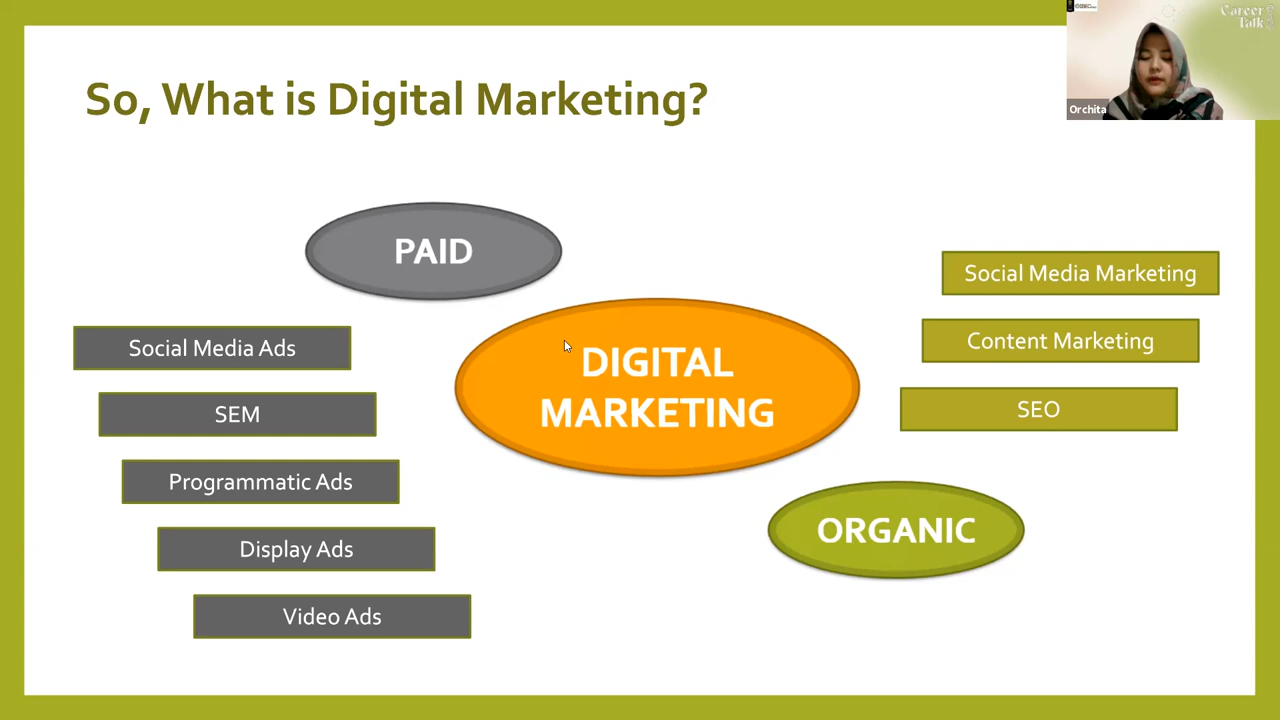 So, What is Digital Marketing?
Career
Talk
Orchita
PAID
DIGITAL
MARKETING
Social Media Ads
SEM
Programmatic Ads
Display Ads
Video Ads
Social Media Marketing
Content Marketing
SEO
ORGANIC